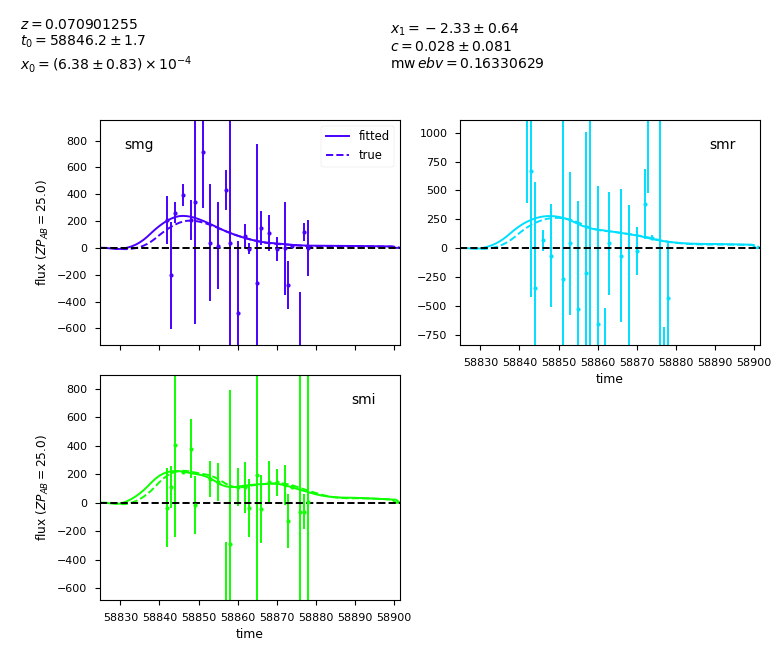 z = 0.070901255
t₀ = 58846.2 ± 1.7
x₀ = (6.38 ± 0.83) × 10⁻⁴
x₁ = −2.33 ± 0.64
c = 0.028 ± 0.081
mw ebv = 0.16330629
smg
fitted
true
800
600
400
200
0
−200
−400
−600
flux (ZP_AB = 25.0)
smr
1000
750
500
250
0
−250
−500
−750
58830 58840 58850 58860 58870 58880 58890 58900
time
smi
800
600
400
200
0
−200
−400
−600
flux (ZP_AB = 25.0)
58830 58840 58850 58860 58870 58880 58890 58900
time